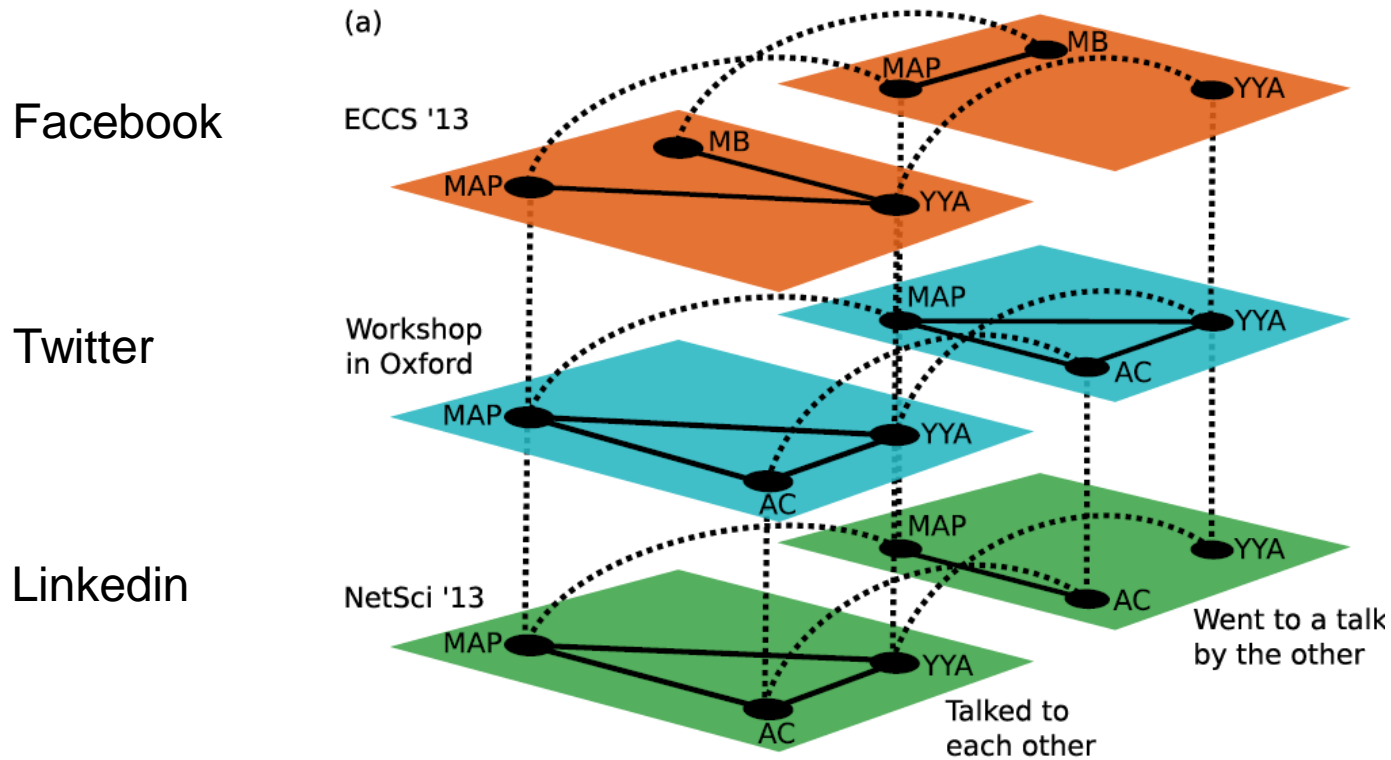 (a)
MB
MAP
YYA
Facebook
ECCS '13
MB
MAP
YYA
MAP
YYA
Twitter
Workshop
in Oxford
AC
MAP
YYA
AC
MAP
YYA
Linkedin
NetSci '13
AC
MAP
YYA
Went to a talk
by the other
AC
Talked to
each other